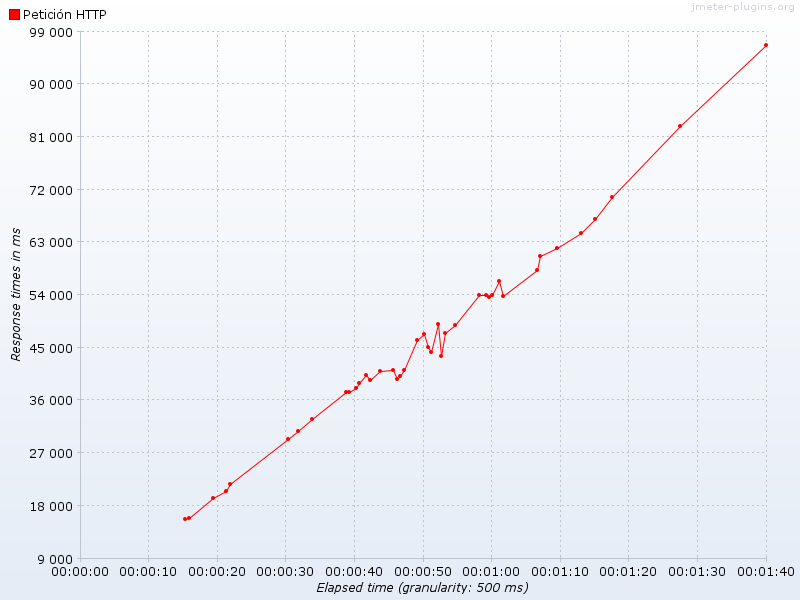 jmeter-plugins.org
Petición HTTP
99 000
90 000
81 000
72 000
63 000
54 000
45 000
36 000
27 000
18 000
9 000
Response times in ms
00:00:00 00:00:10 00:00:20 00:00:30 00:00:40 00:00:50 00:01:00 00:01:10 00:01:20 00:01:30 00:01:40
Elapsed time (granularity: 500 ms)